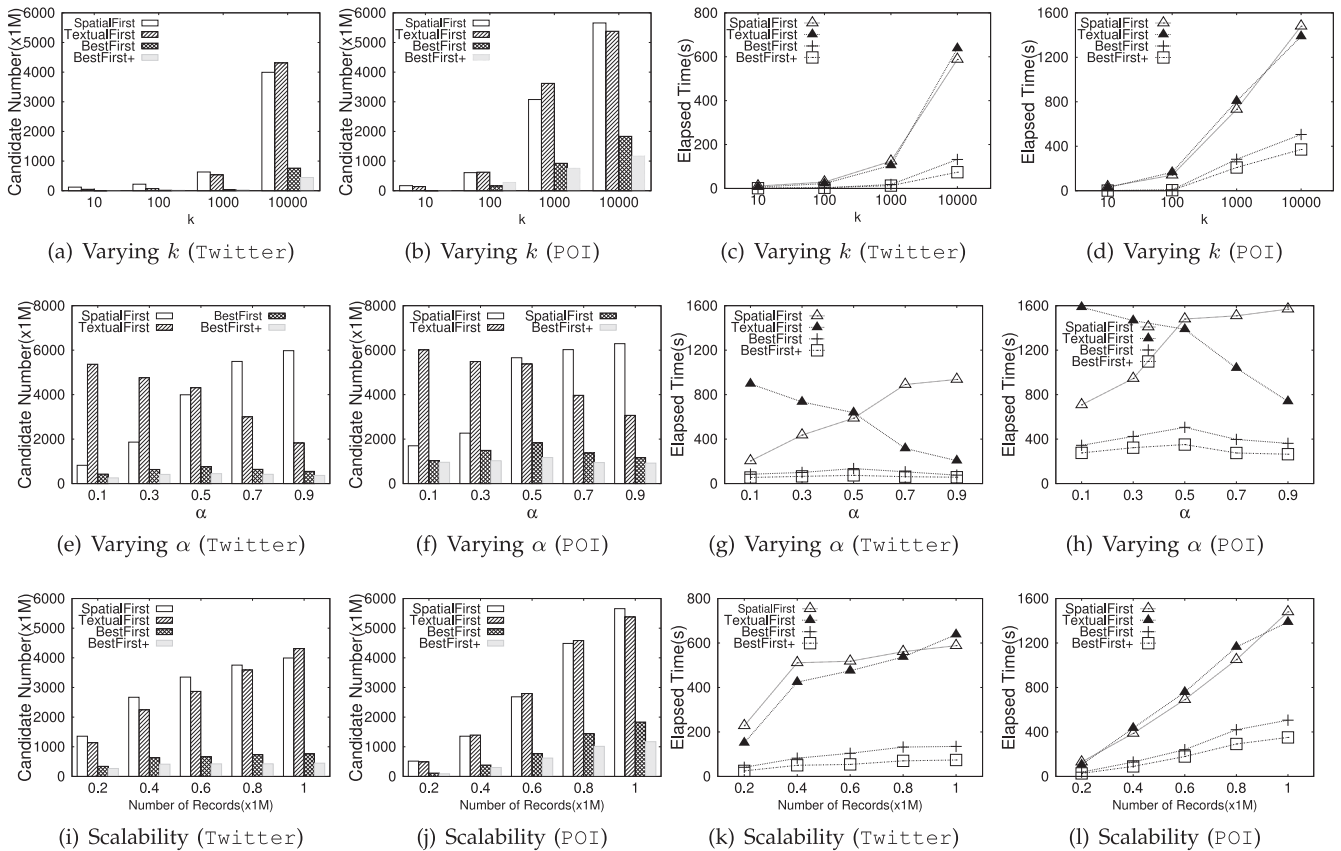 SpatialFirst
TextualFirst
BestFirst
BestFirst+
Candidate Number(x1M)
6000
5000
4000
3000
2000
1000
0
10 100 1000 10000
k
(a) Varying k (Twitter)
SpatialFirst
TextualFirst
BestFirst
BestFirst+
Candidate Number(x1M)
6000
5000
4000
3000
2000
1000
0
10 100 1000 10000
k
(b) Varying k (POI)
SpatialFirst
TextualFirst
BestFirst
BestFirst+
Elapsed Time(s)
800
600
400
200
0
10 100 1000 10000
k
(c) Varying k (Twitter)
SpatialFirst
TextualFirst
BestFirst
BestFirst+
Elapsed Time(s)
1600
1200
800
400
0
10 100 1000 10000
k
(d) Varying k (POI)
SpatialFirst BestFirst
TextualFirst BestFirst+
Candidate Number(x1M)
8000
6000
4000
2000
0
0.1 0.3 0.5 0.7 0.9
α
(e) Varying α (Twitter)
SpatialFirst SpatialFirst
TextualFirst BestFirst+
Candidate Number(x1M)
8000
6000
4000
2000
0
0.1 0.3 0.5 0.7 0.9
α
(f) Varying α (POI)
SpatialFirst
TextualFirst
BestFirst
BestFirst+
Elapsed Time(s)
1600
1200
800
400
0
0.1 0.3 0.5 0.7 0.9
α
(g) Varying α (Twitter)
SpatialFirst
TextualFirst
BestFirst
BestFirst+
Elapsed Time(s)
1600
1200
800
400
0
0.1 0.3 0.5 0.7 0.9
α
(h) Varying α (POI)
SpatialFirst
TextualFirst
BestFirst
BestFirst+
Candidate Number(x1M)
6000
5000
4000
3000
2000
1000
0
0.2 0.4 0.6 0.8 1
Number of Records(x1M)
(i) Scalability (Twitter)
SpatialFirst
TextualFirst
BestFirst
BestFirst+
Candidate Number(x1M)
6000
5000
4000
3000
2000
1000
0
0.2 0.4 0.6 0.8 1
Number of Records(x1M)
(j) Scalability (POI)
SpatialFirst
TextualFirst
BestFirst
BestFirst+
Elapsed Time(s)
800
600
400
200
0
0.2 0.4 0.6 0.8 1
Number of Records(x1M)
(k) Scalability (Twitter)
SpatialFirst
TextualFirst
BestFirst
BestFirst+
Elapsed Time(s)
1600
1200
800
400
0
0.2 0.4 0.6 0.8 1
Number of Records(x1M)
(l) Scalability (POI)